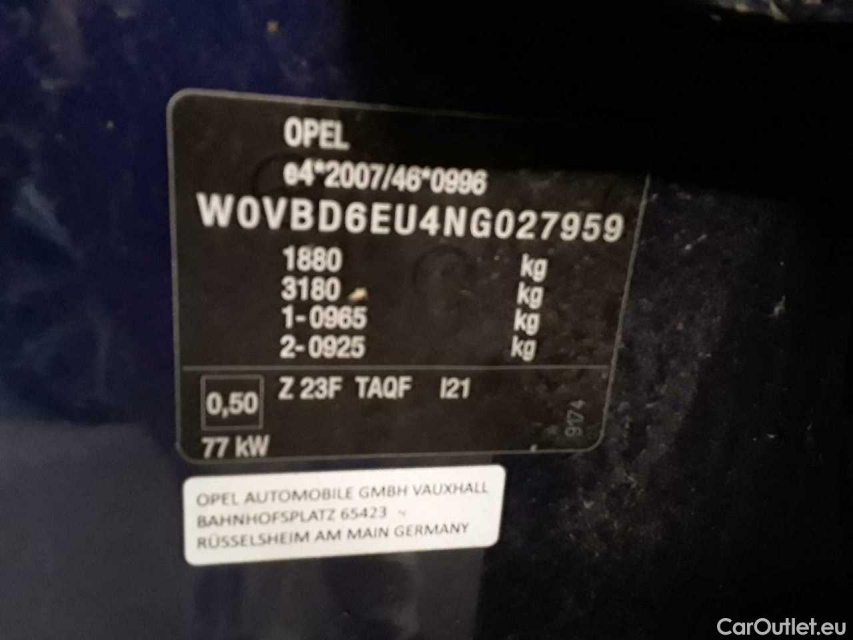 OPEL
e4*2007/46*0996
W0VBD6EU4NG027959
1880 kg
3180 kg
1-0965 kg
2-0925 kg
0,50 Z 23F TAQF I21
77 kW
9174
OPEL AUTOMOBILE GMBH VAUXHALL
BAHNHOFSPLATZ 65423 ~
RÜSSELSHEIM AM MAIN GERMANY
CarOutlet.eu